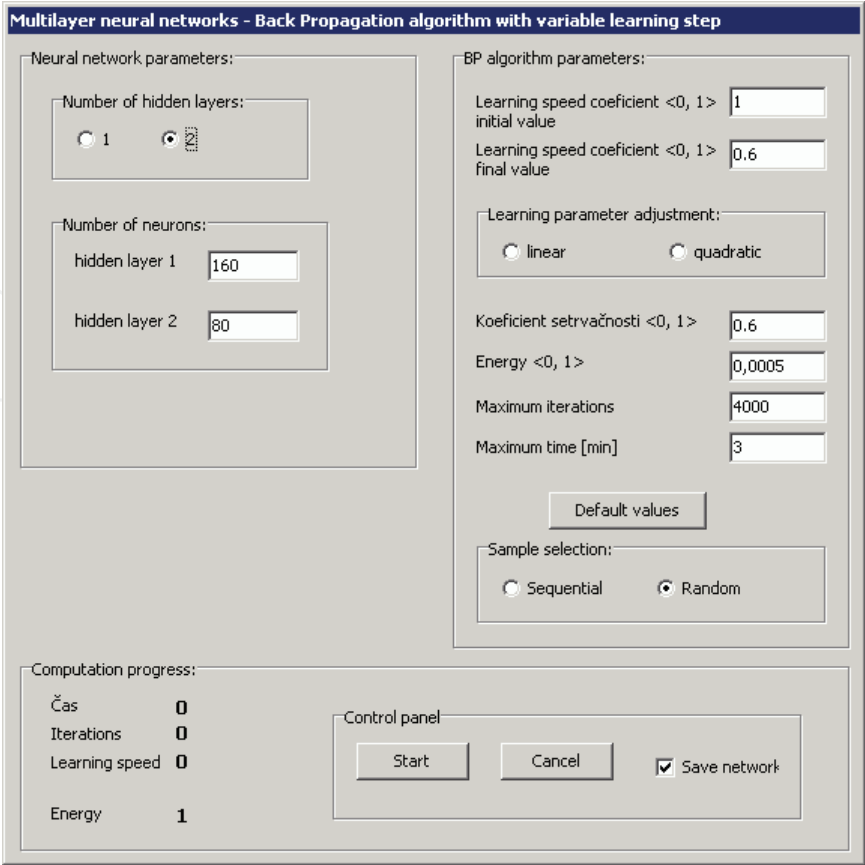 Multilayer neural networks - Back Propagation algorithm with variable learning step
Neural network parameters:
Number of hidden layers:
1 2
Number of neurons:
hidden layer 1 160
hidden layer 2 80
BP algorithm parameters:
Learning speed coeficient <0, 1> 1
initial value
Learning speed coeficient <0, 1> 0.6
final value
Learning parameter adjustment:
linear quadratic
Koeficient setrvačnosti <0, 1> 0.6
Energy <0, 1> 0,0005
Maximum iterations 4000
Maximum time [min] 3
Default values
Sample selection:
Sequential Random
Computation progress:
Čas 0
Iterations 0
Learning speed 0
Energy 1
Control panel
Start Cancel Save network